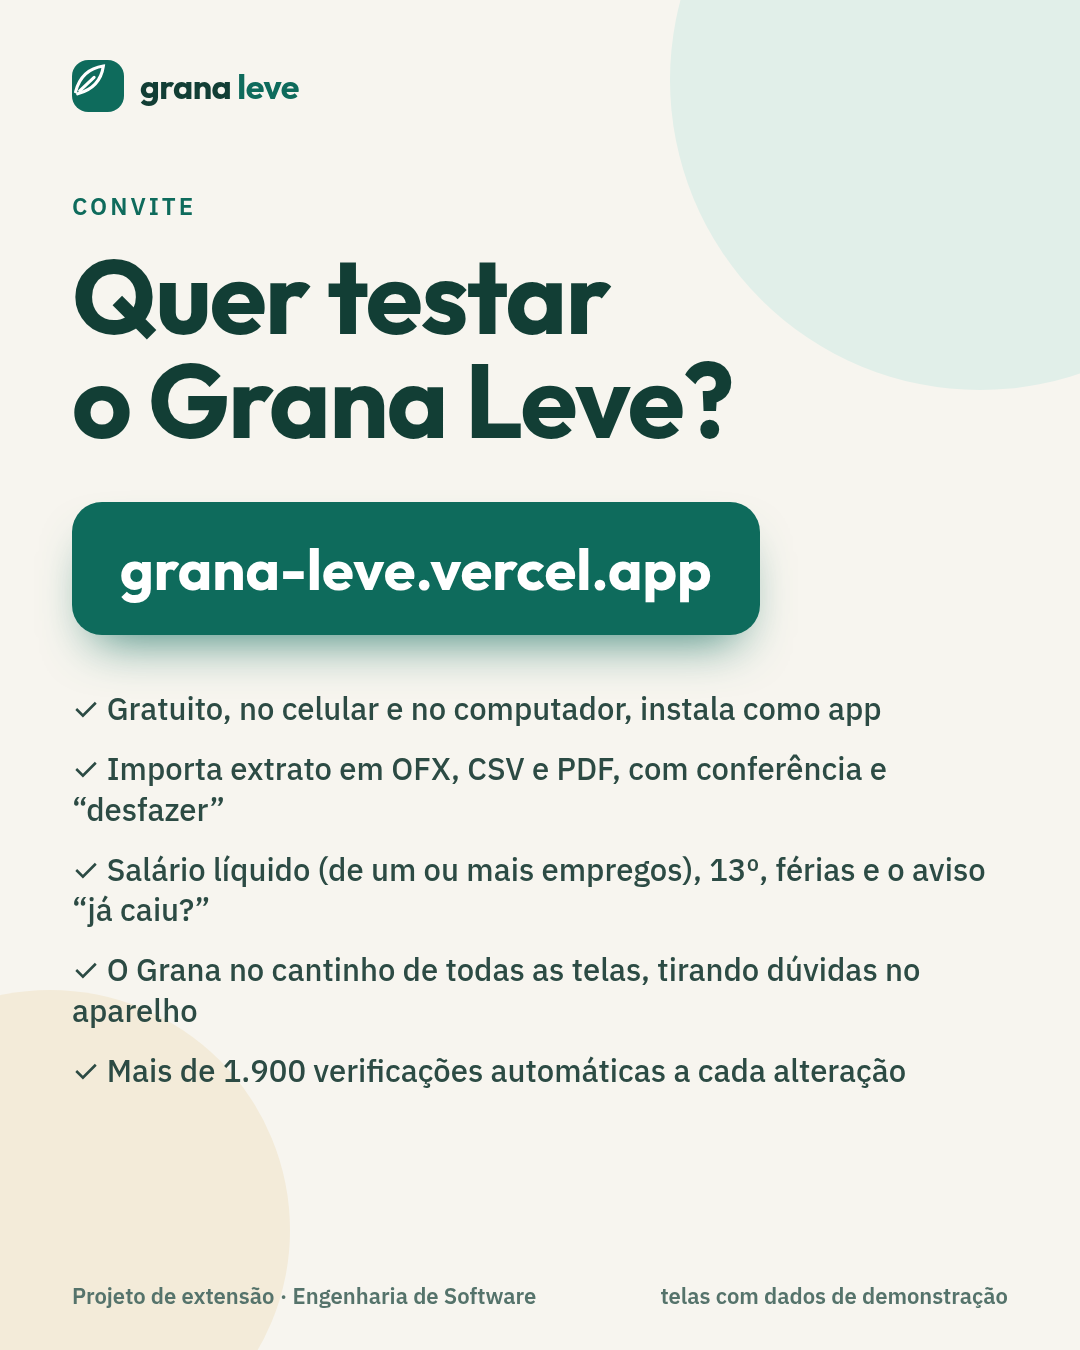 grana leve
CONVITE
Quer testar
o Grana Leve?
grana-leve.vercel.app
✓ Gratuito, no celular e no computador, instala como app
✓ Importa extrato em OFX, CSV e PDF, com conferência e
“desfazer”
✓ Salário líquido (de um ou mais empregos), 13º, férias e o aviso
“já caiu?”
✓ O Grana no cantinho de todas as telas, tirando dúvidas no
aparelho
✓ Mais de 1.900 verificações automáticas a cada alteração
Projeto de extensão · Engenharia de Software
telas com dados de demonstração